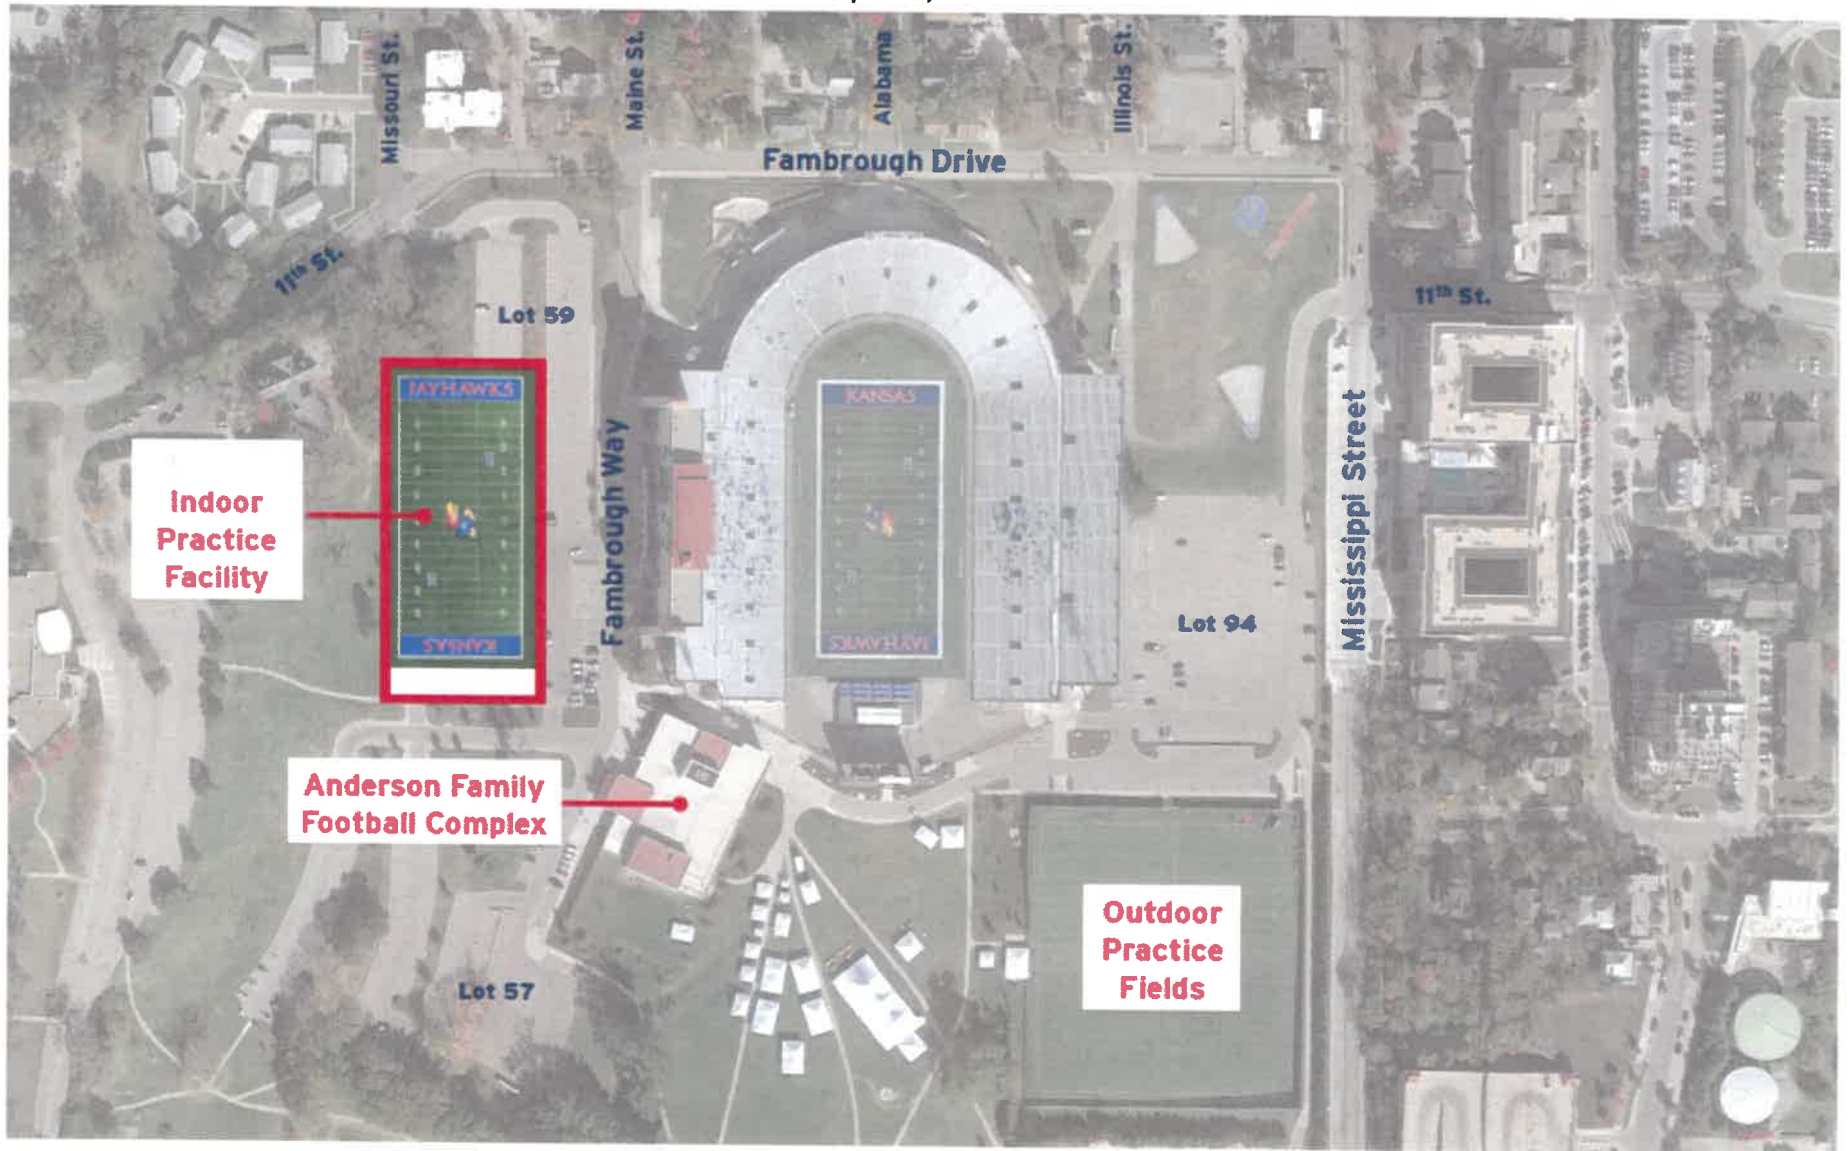 Missouri St.
Maine St.
Alabama
Illinois St.
Fambrough Drive
11th St.
11th St.
Lot 59
JAYHAWKS
KANSAS
Indoor
Practice
Facility
Fambrough Way
Mississippi Street
Lot 94
KANSAS
JAYHAWKS
Anderson Family
Football Complex
Outdoor
Practice
Fields
Lot 57